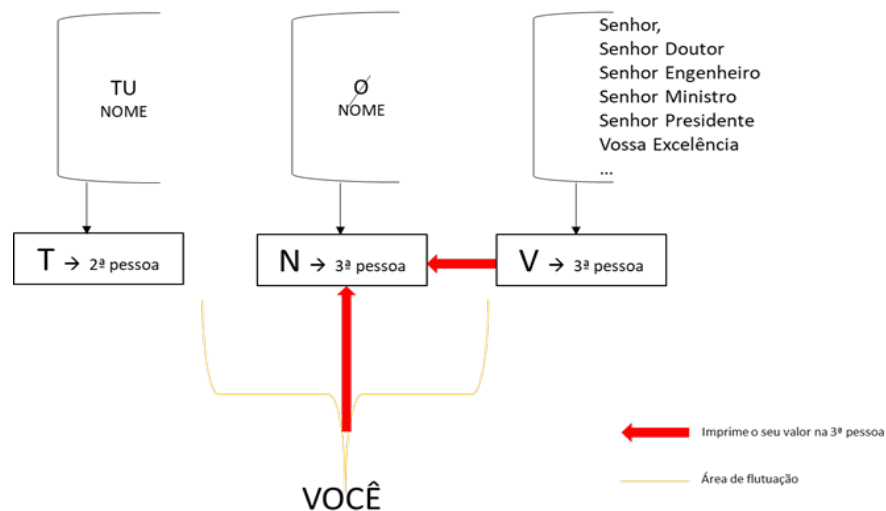 TU
NOME
Ø
NOME
Senhor,
Senhor Doutor
Senhor Engenheiro
Senhor Ministro
Senhor Presidente
Vossa Excelência
...
T → 2ª pessoa
N → 3ª pessoa
V → 3ª pessoa
Imprime o seu valor na 3ª pessoa
Área de flutuação
VOCÊ